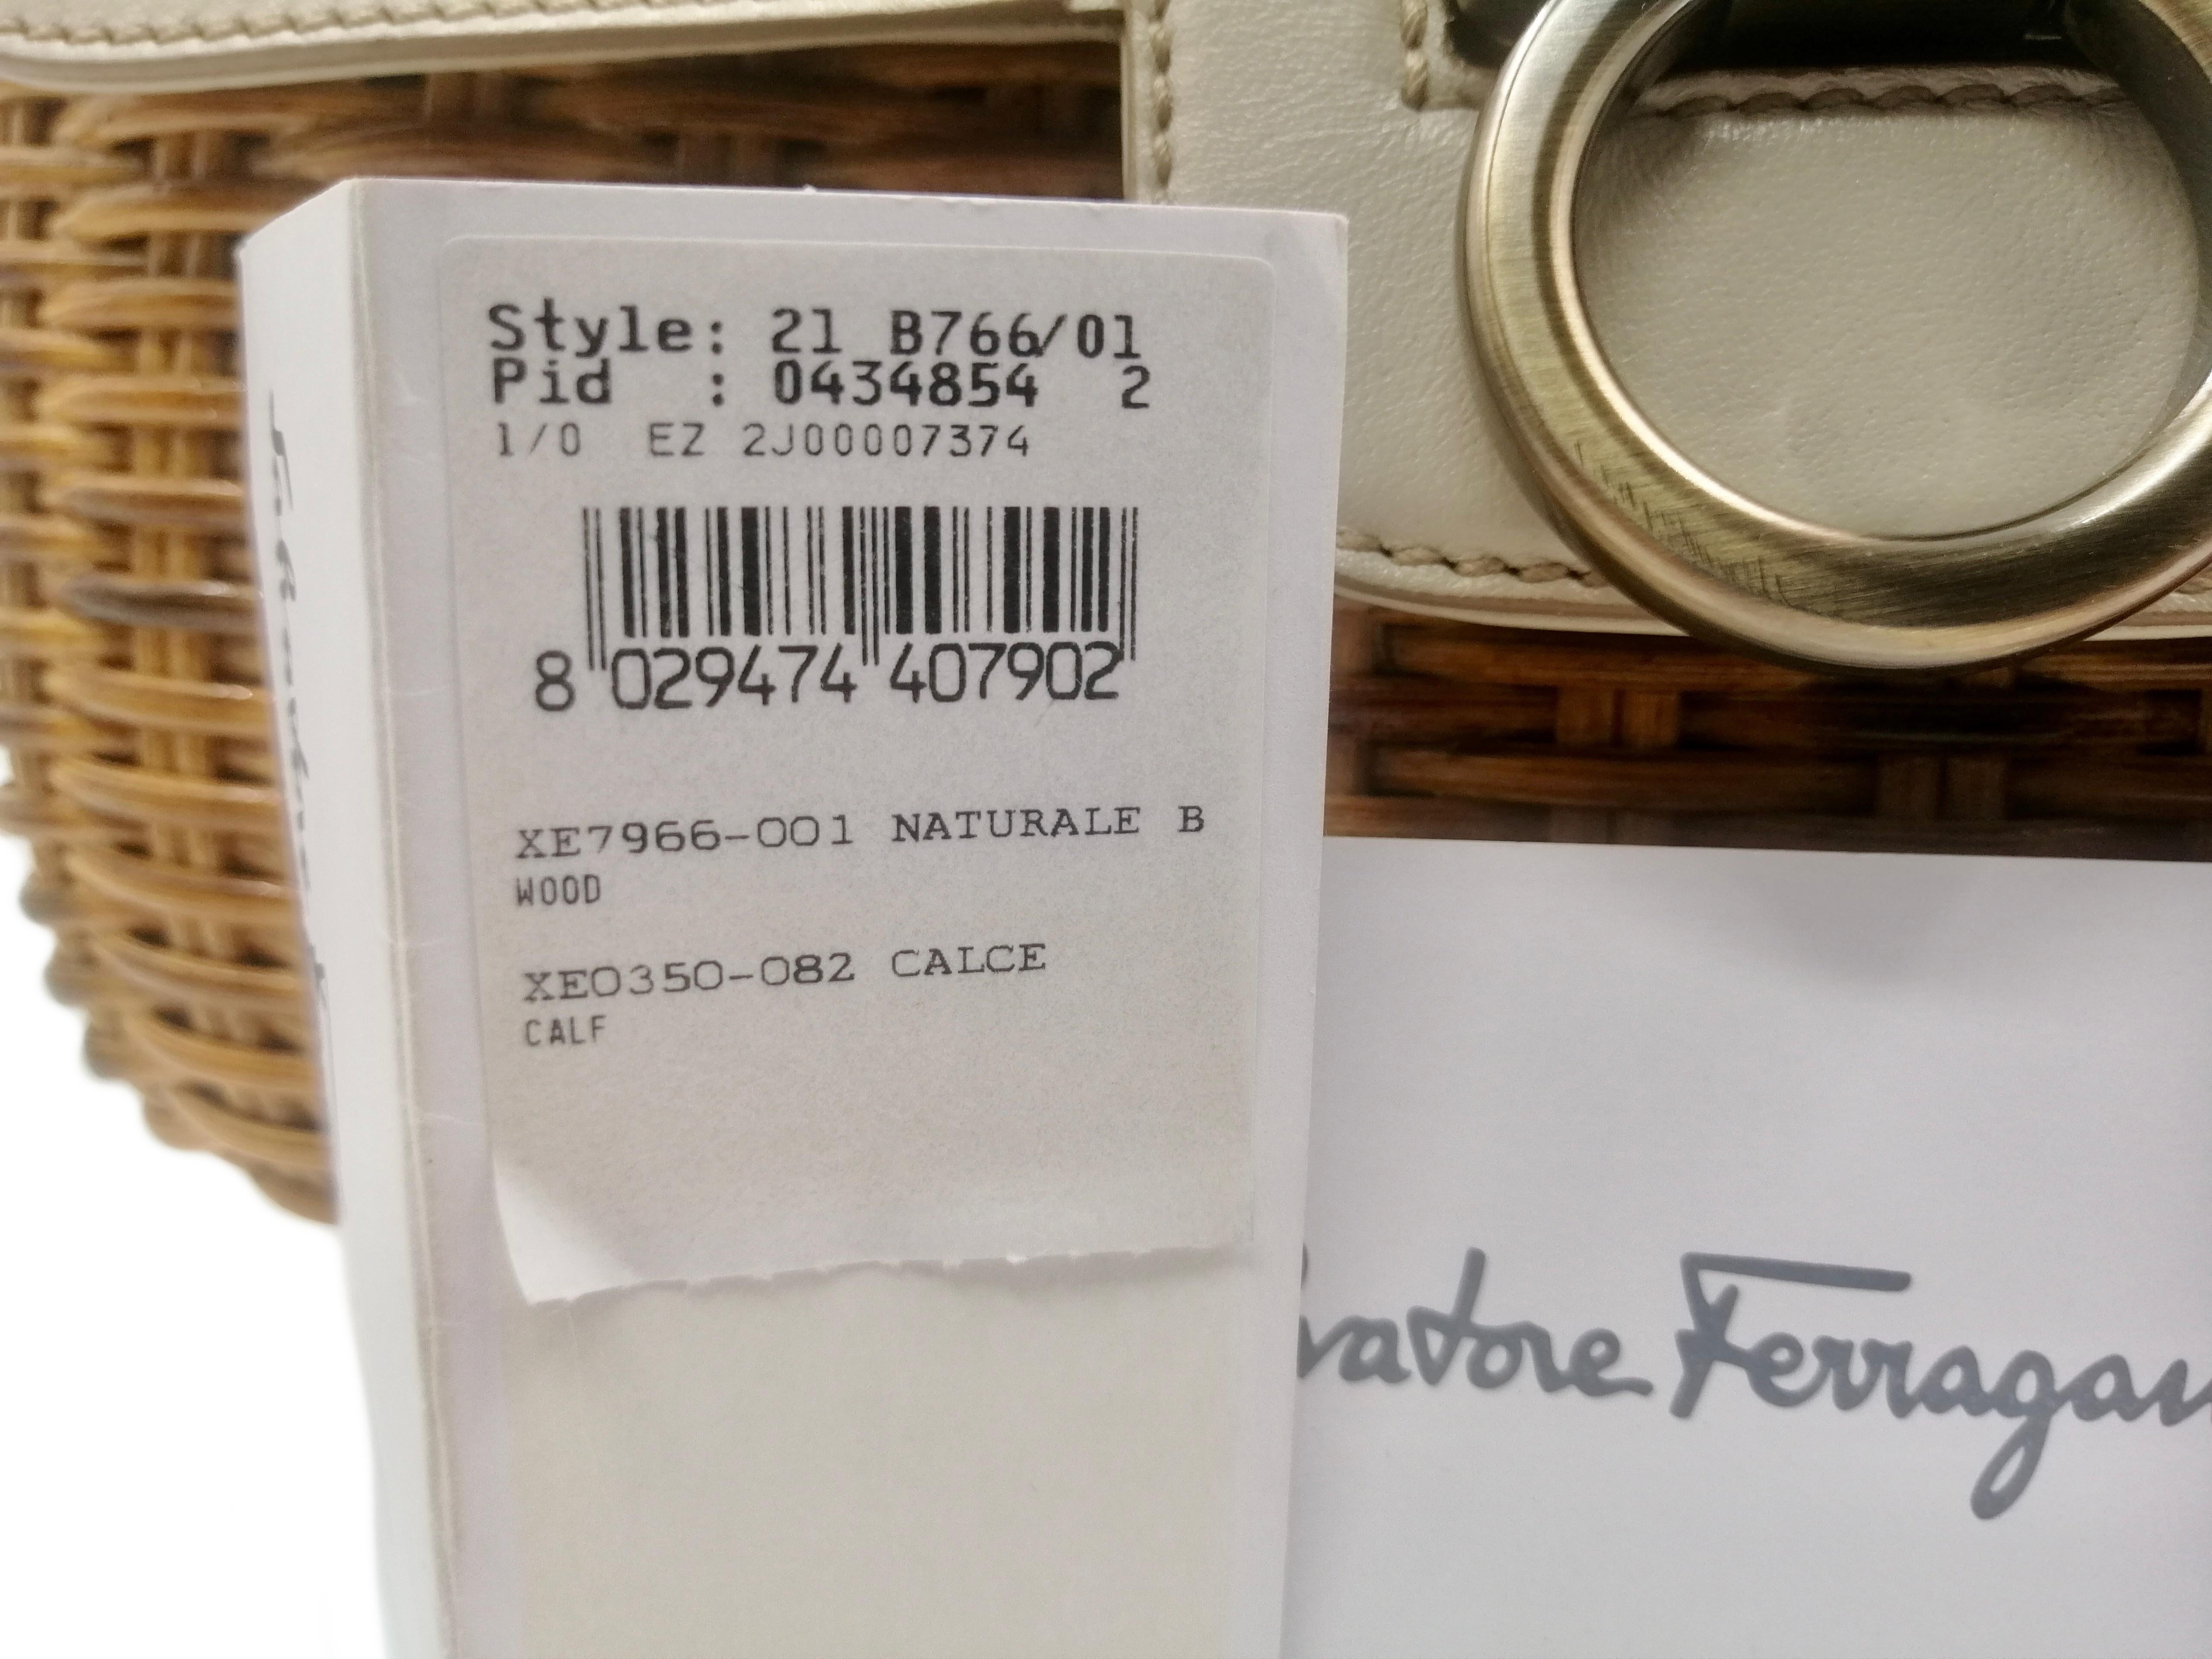 Style: 21 B766/01
Pid : 0434854 2
1/0 EZ 2J00007374
8 029474 407902
XE7966-001 NATURALE B
WOOD
XE0350-082 CALCE
CALF
vatore Ferragam